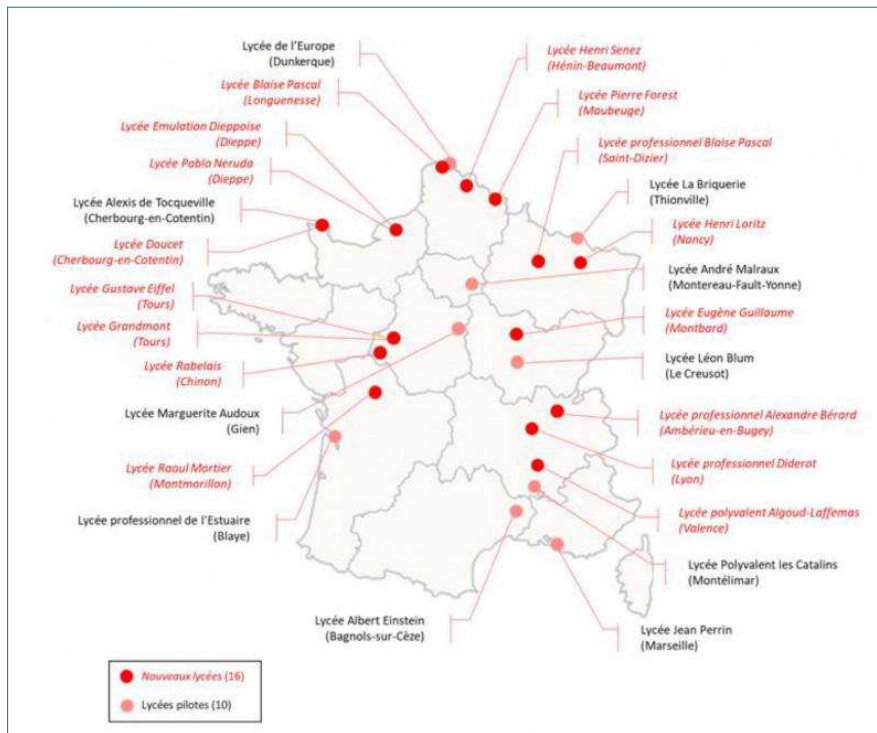 Lycée de l'Europe
(Dunkerque)
Lycée Blaise Pascal
(Longuenesse)
Lycée Emulation Dieppoise
(Dieppe)
Lycée Pablo Neruda
(Dieppe)
Lycée Alexis de Tocqueville
(Cherbourg-en-Cotentin)
Lycée Doucet
(Cherbourg-en-Cotentin)
Lycée Gustave Eiffel
(Tours)
Lycée Grandmont
(Tours)
Lycée Rabelais
(Chinon)
Lycée Marguerite Audoux
(Gien)
Lycée Raoul Mortier
(Montmorillon)
Lycée professionnel de l'Estuaire
(Blaye)
Lycée Albert Einstein
(Bagnols-sur-Cèze)
Lycée Henri Senez
(Hénin-Beaumont)
Lycée Pierre Forest
(Maubeuge)
Lycée professionnel Blaise Pascal
(Saint-Dizier)
Lycée La Briquerie
(Thionville)
Lycée Henri Loritz
(Nancy)
Lycée André Malraux
(Montereau-Fault-Yonne)
Lycée Eugène Guillaume
(Montbard)
Lycée Léon Blum
(Le Creusot)
Lycée professionnel Alexandre Bérard
(Ambérieu-en-Bugey)
Lycée professionnel Diderot
(Lyon)
Lycée polyvalent Algoud-Laffemas
(Valence)
Lycée Polyvalent les Catalins
(Montélimar)
Lycée Jean Perrin
(Marseille)
Nouveaux lycées (16)
Lycées pilotes (10)